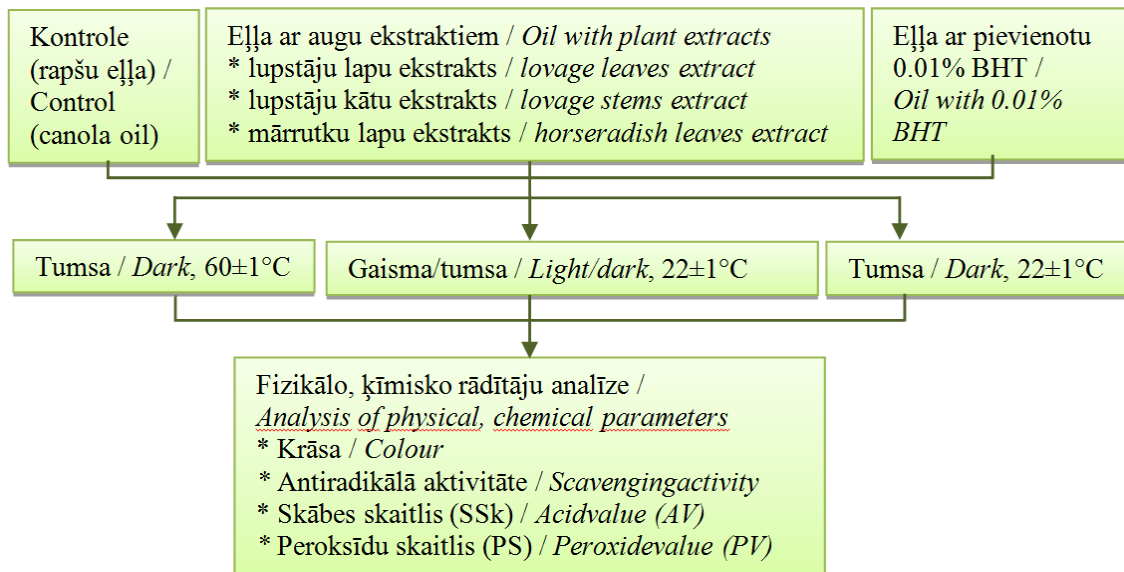 Kontrole
(rapšu eļļa) /
Control
(canola oil)
Eļļa ar augu ekstraktiem / Oil with plant extracts
* lupstāju lapu ekstrakts / lovage leaves extract
* lupstāju kātu ekstrakts / lovage stems extract
* mārrutku lapu ekstrakts / horseradish leaves extract
Eļļa ar pievienotu
0.01% BHT /
Oil with 0.01%
BHT
Tumsa / Dark, 60±1°C
Gaisma/tumsa / Light/dark, 22±1°C
Tumsa / Dark, 22±1°C
Fizikālo, ķīmisko rādītāju analīze /
Analysis of physical, chemical parameters
* Krāsa / Colour
* Antiradikālā aktivitāte / Scavengingactivity
* Skābes skaitlis (SSk) / Acidvalue (AV)
* Peroksīdu skaitlis (PS) / Peroxidevalue (PV)